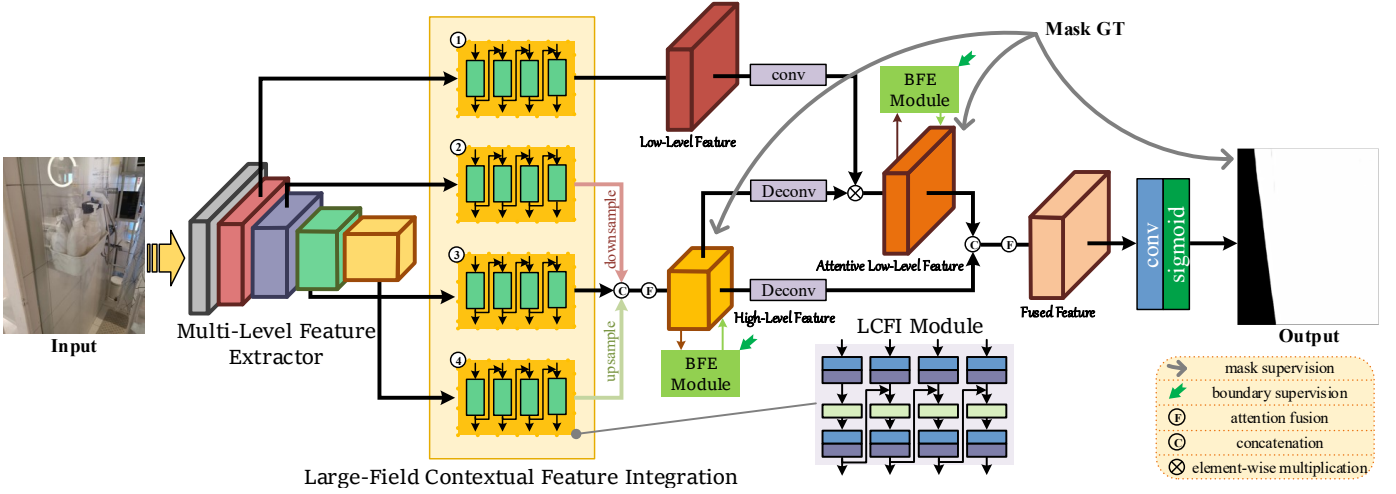 Mask GT
1
conv
BFE
Module
Low-Level Feature
2
Deconv
downsample
3
C
F
Attentive Low-Level Feature
C
F
conv
sigmoid
Deconv
High-Level Feature
Fused Feature
Multi-Level Feature
Extractor
Input
Output
upsample
4
BFE
Module
LCFI Module
mask supervision
boundary supervision
F attention fusion
C concatenation
element-wise multiplication
Large-Field Contextual Feature Integration